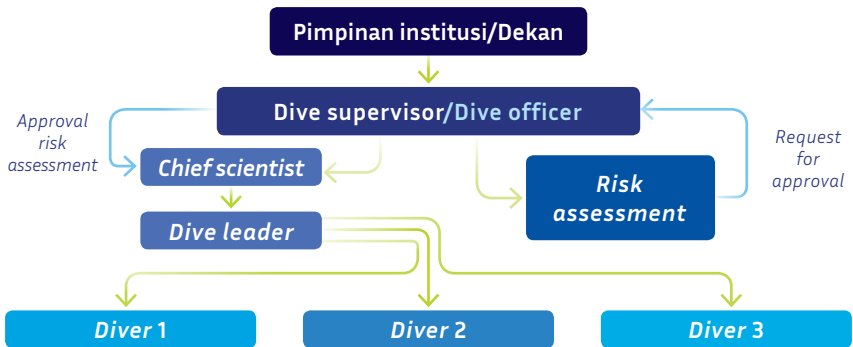 Pimpinan institusi/Dekan
Dive supervisor/Dive officer
Approval
risk
assessment
Request
for
approval
Chief scientist
Risk
assessment
Dive leader
Diver 1
Diver 2
Diver 3